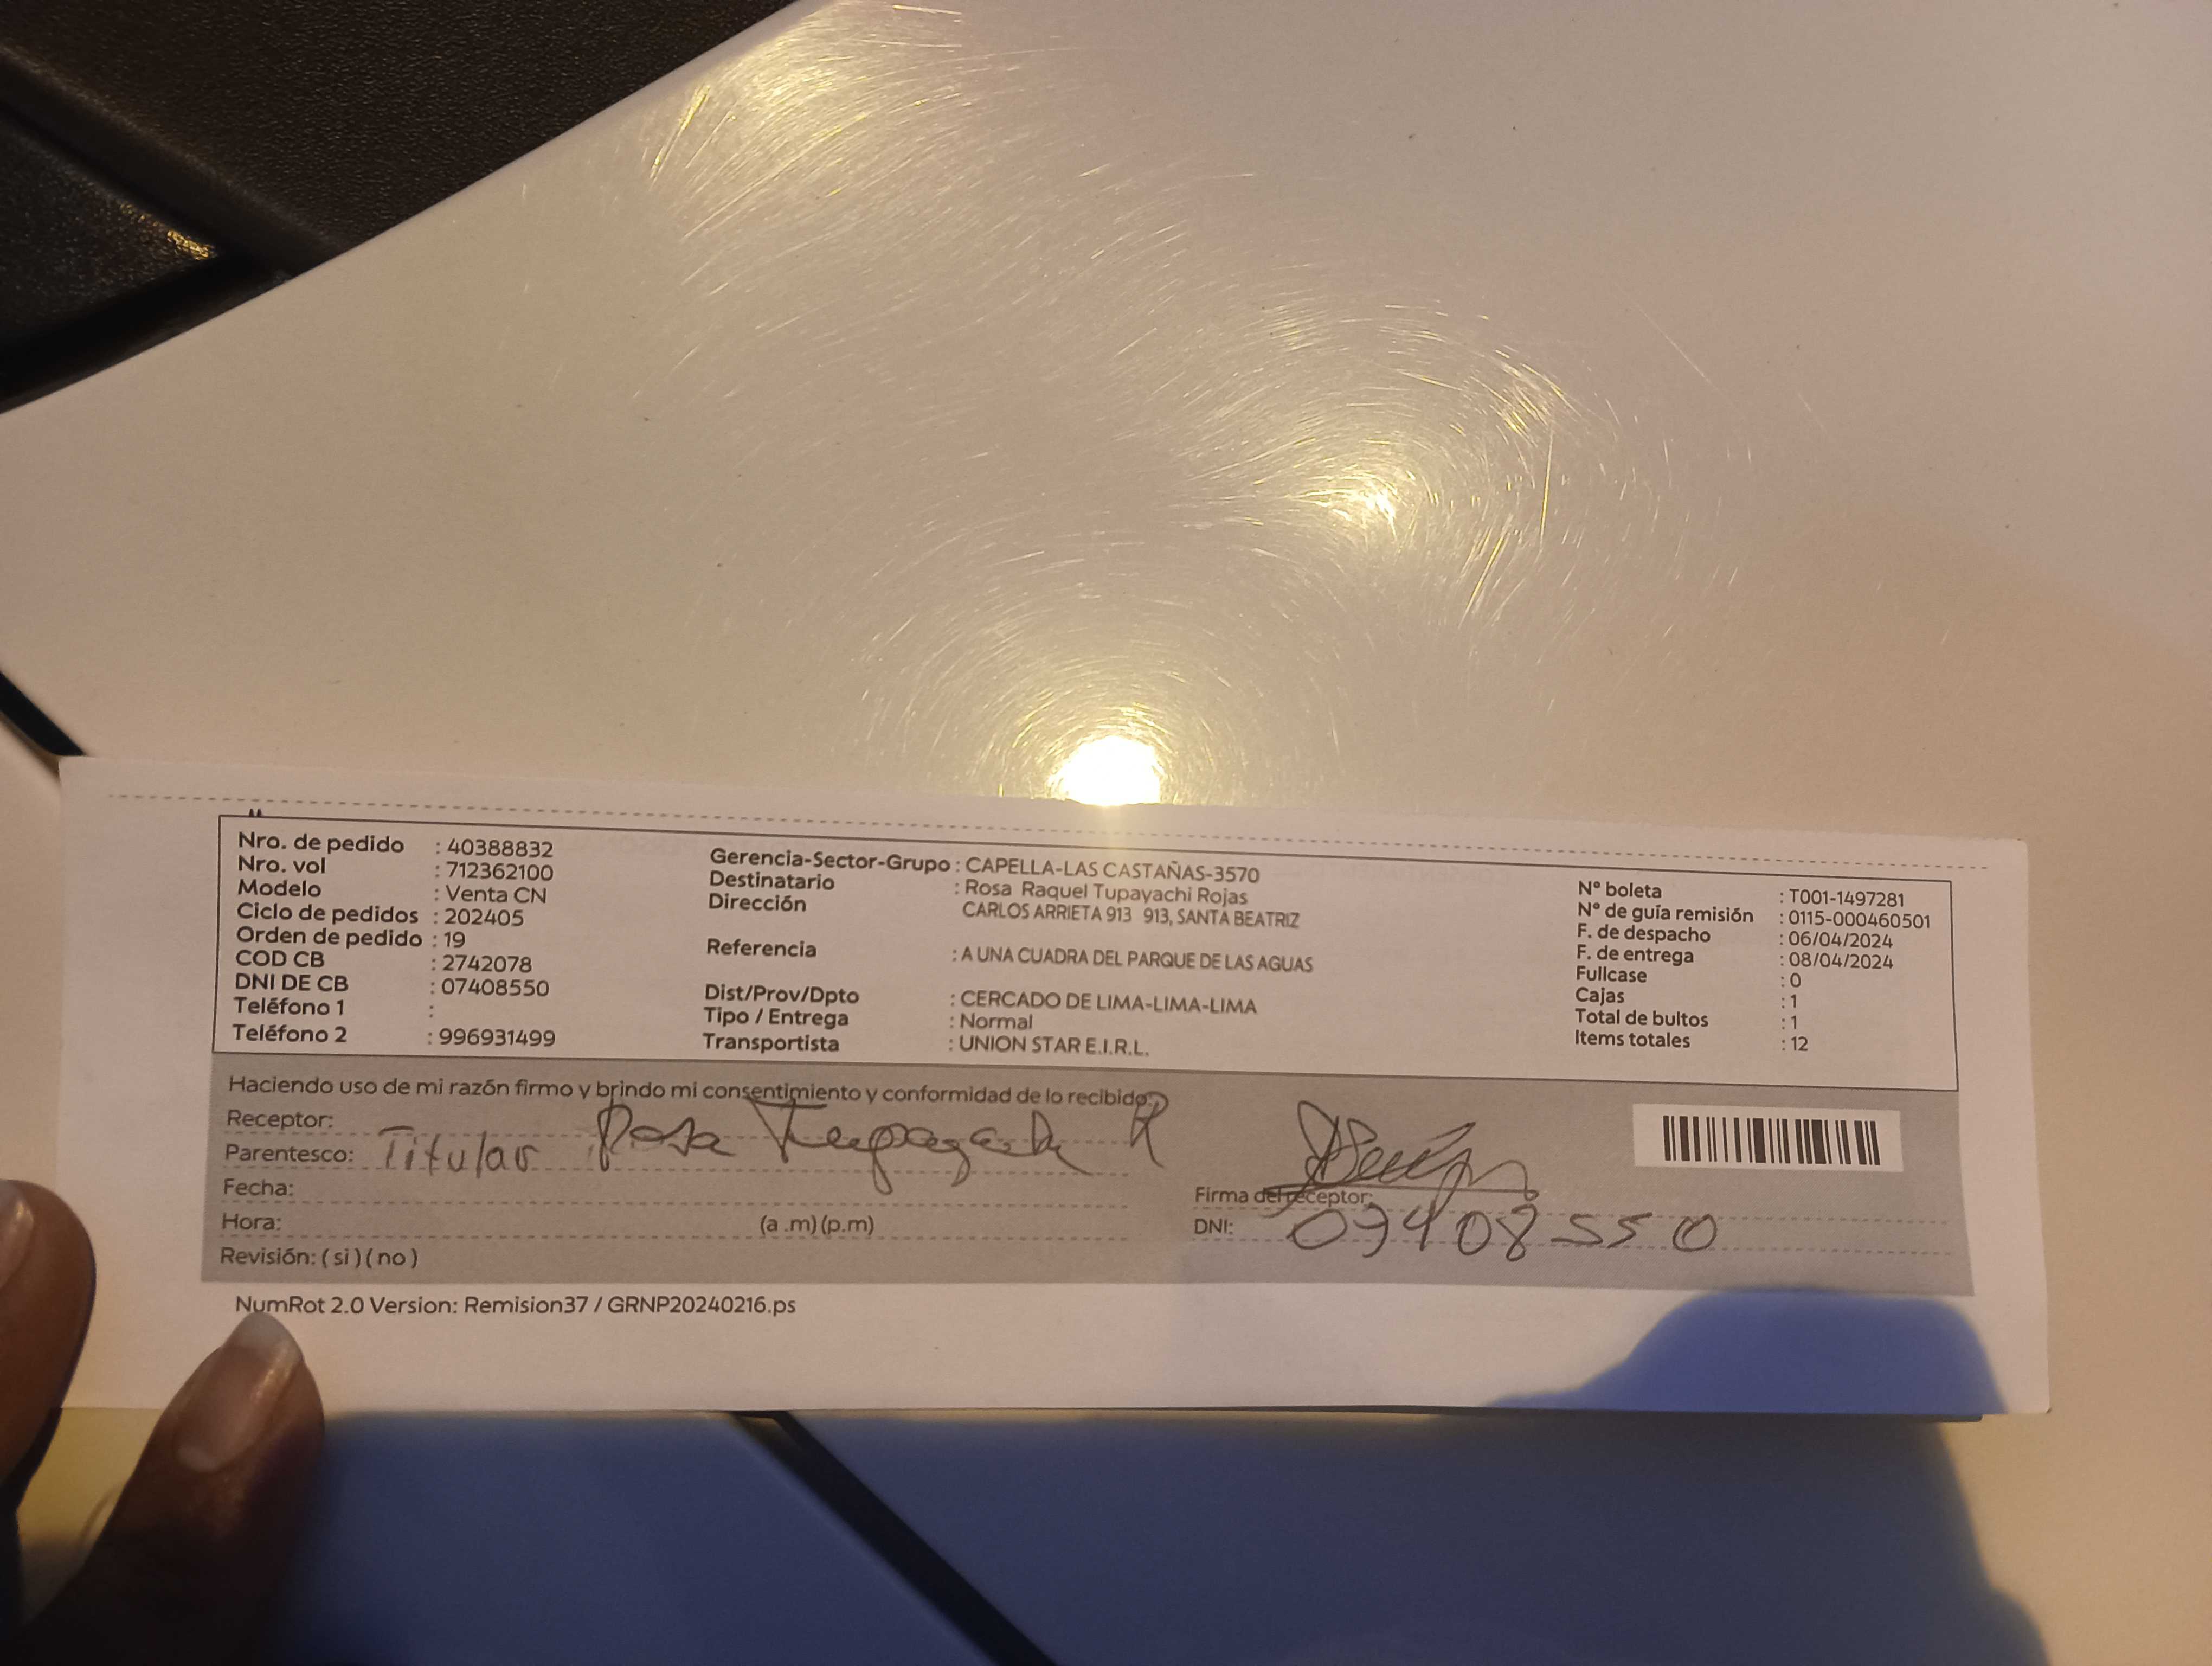 Nro. de pedido : 40388832
Nro. vol : 712362100
Modelo : Venta CN
Ciclo de pedidos : 202405
Orden de pedido : 19
COD CB : 2742078
DNI DE CB : 07408550
Teléfono 1 :
Teléfono 2 : 996931499
Gerencia-Sector-Grupo : CAPELLA-LAS CASTAÑAS-3570
Destinatario : Rosa Raquel Tupayachi Rojas
Dirección CARLOS ARRIETA 913 913, SANTA BEATRIZ
Referencia : A UNA CUADRA DEL PARQUE DE LAS AGUAS
Dist/Prov/Dpto : CERCADO DE LIMA-LIMA-LIMA
Tipo / Entrega : Normal
Transportista : UNION STAR E.I.R.L.
N° boleta : T001-1497281
N° de guía remisión : 0115-000460501
F. de despacho : 06/04/2024
F. de entrega : 08/04/2024
Fullcase : 0
Cajas : 1
Total de bultos : 1
Items totales : 12
Haciendo uso de mi razón firmo y brindo mi consentimiento y conformidad de lo recibido.
Receptor: Rosa Tupayachi R
Parentesco: Titular
Fecha:
Hora: (a .m) (p.m)
Revisión: ( si ) ( no )
Firma del receptor:
DNI: 07408550
NumRot 2.0 Version: Remision37 / GRNP20240216.ps